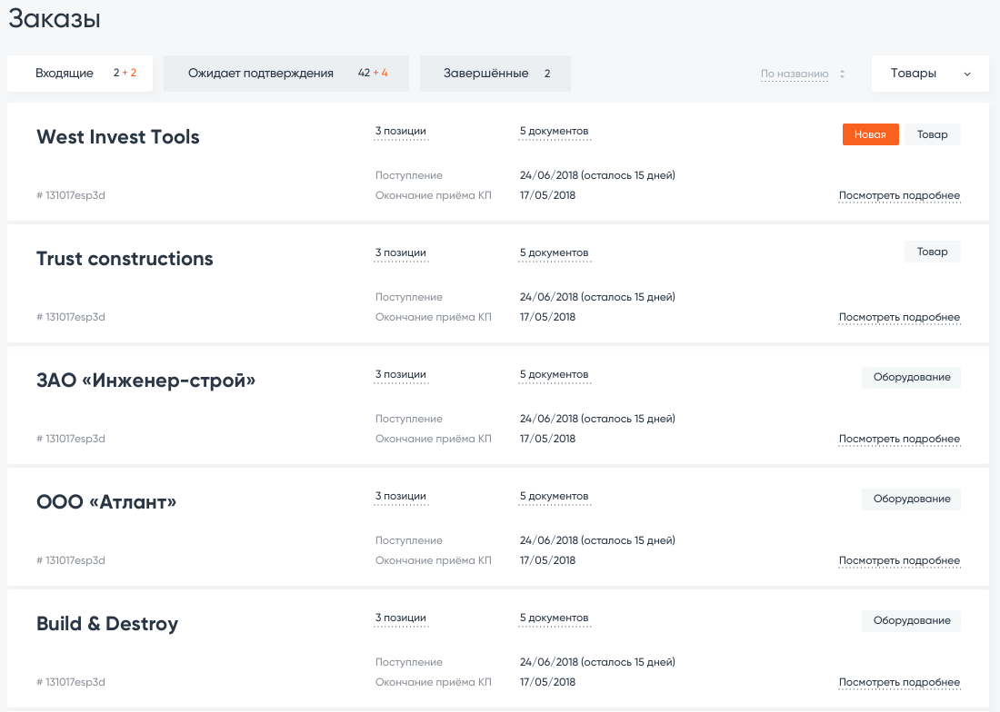 Заказы
Входящие 2 + 2 Ожидает подтверждения 42 + 4 Завершённые 2 По названию Товары
West Invest Tools 3 позиции 5 документов Новая Товар
Поступление 24/06/2018 (осталось 15 дней)
# 131017esp3d Окончание приёма КП 17/05/2018 Посмотреть подробнее
Trust constructions 3 позиции 5 документов Товар
Поступление 24/06/2018 (осталось 15 дней)
# 131017esp3d Окончание приёма КП 17/05/2018 Посмотреть подробнее
ЗАО «Инженер-строй» 3 позиции 5 документов Оборудование
Поступление 24/06/2018 (осталось 15 дней)
# 131017esp3d Окончание приёма КП 17/05/2018 Посмотреть подробнее
ООО «Атлант» 3 позиции 5 документов Оборудование
Поступление 24/06/2018 (осталось 15 дней)
# 131017esp3d Окончание приёма КП 17/05/2018 Посмотреть подробнее
Build & Destroy 3 позиции 5 документов Оборудование
Поступление 24/06/2018 (осталось 15 дней)
# 131017esp3d Окончание приёма КП 17/05/2018 Посмотреть подробнее